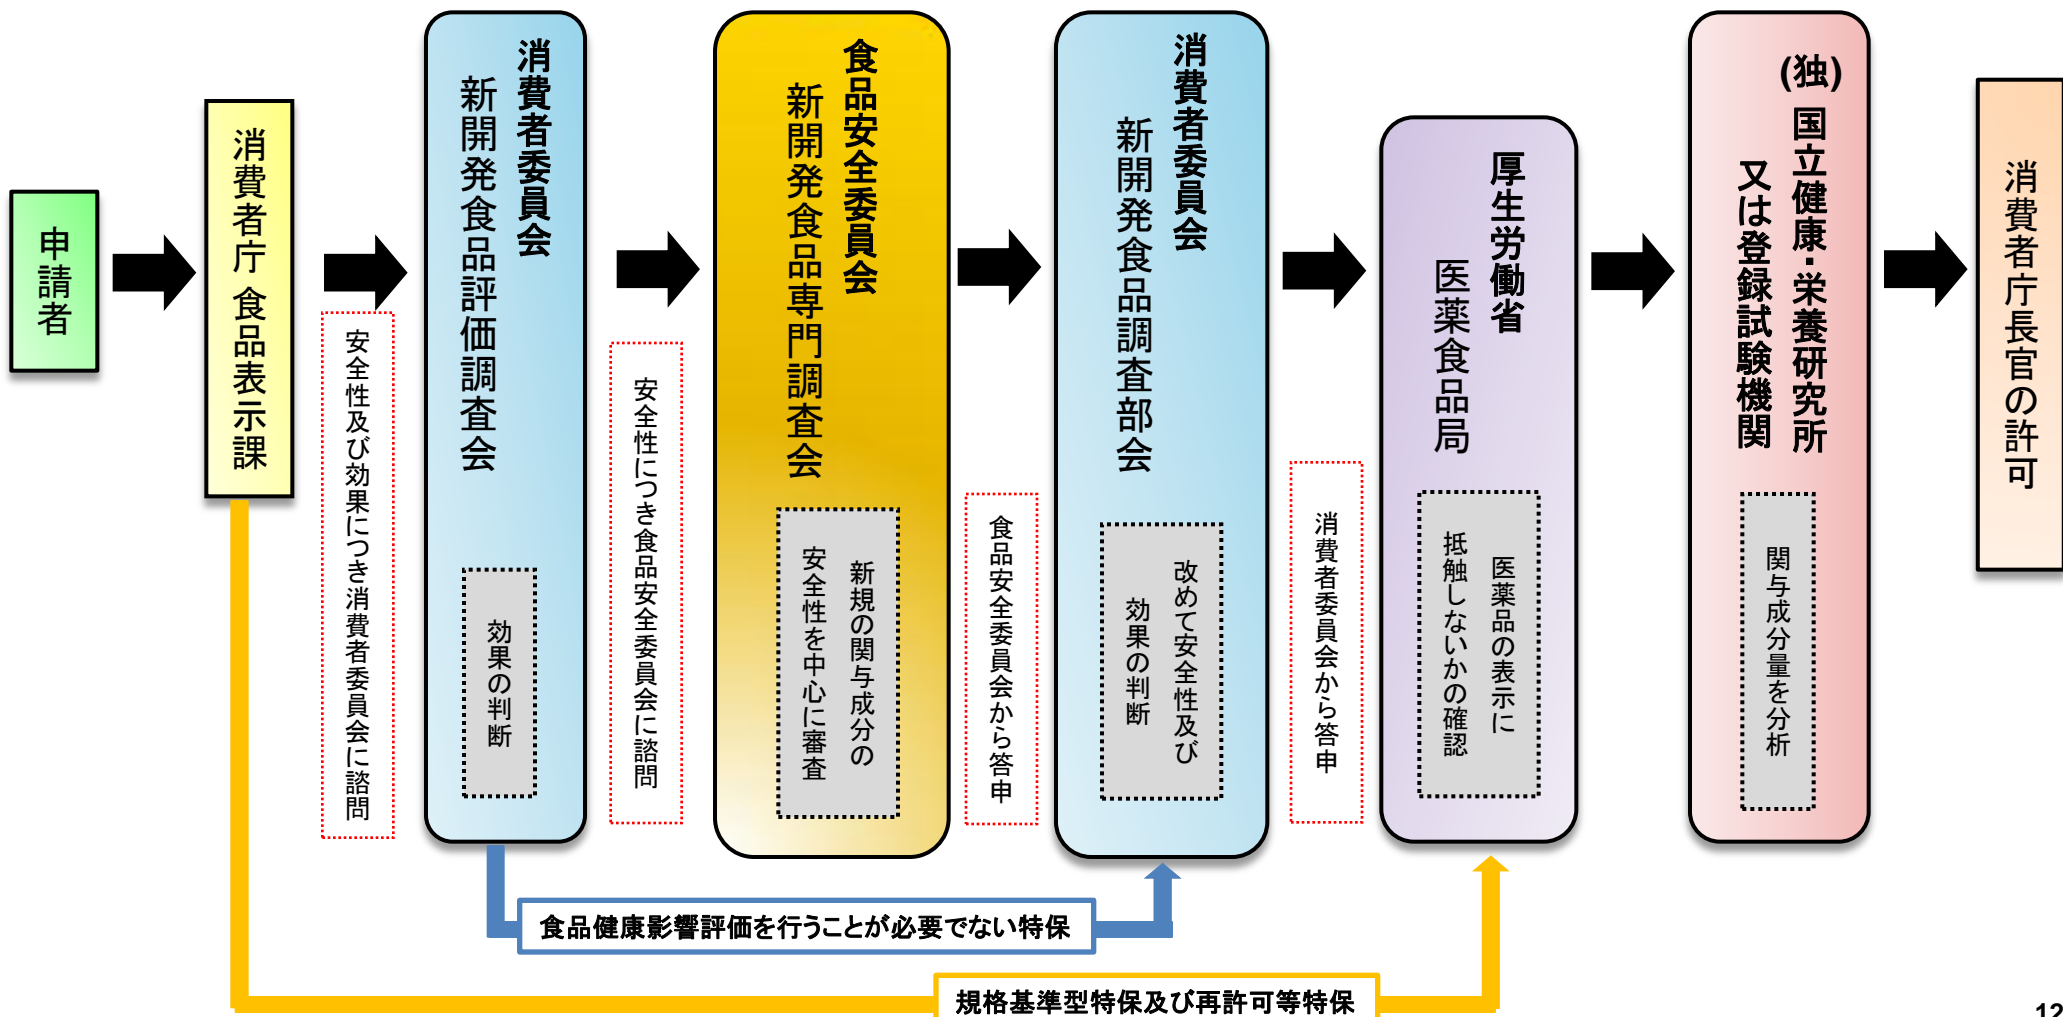 申請者
消費者庁 食品表示課
安全性及び効果につき消費者委員会に諮問
消費者委員会
新開発食品評価調査会
効果の判断
安全性につき食品安全委員会に諮問
食品安全委員会
新開発食品専門調査会
新規の関与成分の
安全性を中心に審査
食品安全委員会から答申
消費者委員会
新開発食品調査部会
改めて安全性及び
効果の判断
消費者委員会から答申
厚生労働省
医薬食品局
医薬品の表示に
抵触しないかの確認
(独)国立健康・栄養研究所
又は登録試験機関
関与成分量を分析
消費者庁長官の許可
食品健康影響評価を行うことが必要でない特保
規格基準型特保及び再許可等特保
12